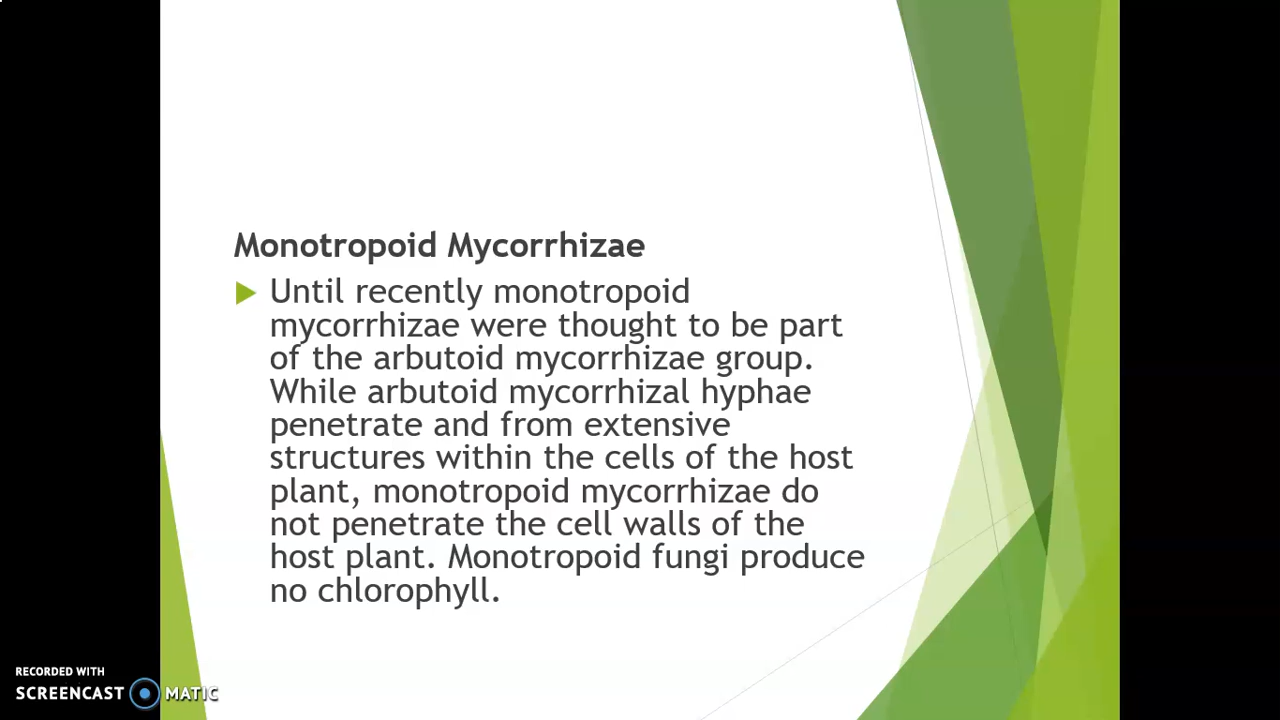 Monotropoid Mycorrhizae
Until recently monotropoid
mycorrhizae were thought to be part
of the arbutoid mycorrhizae group.
While arbutoid mycorrhizal hyphae
penetrate and from extensive
structures within the cells of the host
plant, monotropoid mycorrhizae do
not penetrate the cell walls of the
host plant. Monotropoid fungi produce
no chlorophyll.
RECORDED WITH
SCREENCAST MATIC